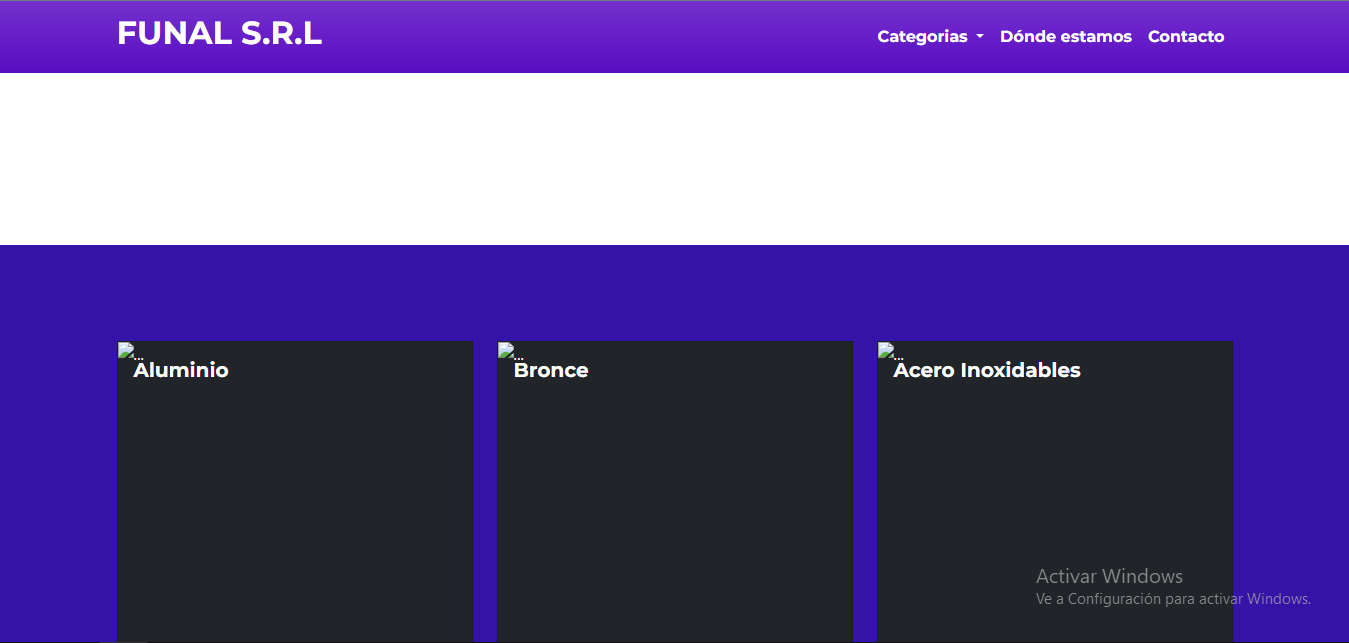 FUNAL S.R.L
Categorias Dónde estamos Contacto
... ... ...
Aluminio Bronce Acero Inoxidables
Activar Windows
Ve a Configuración para activar Windows.